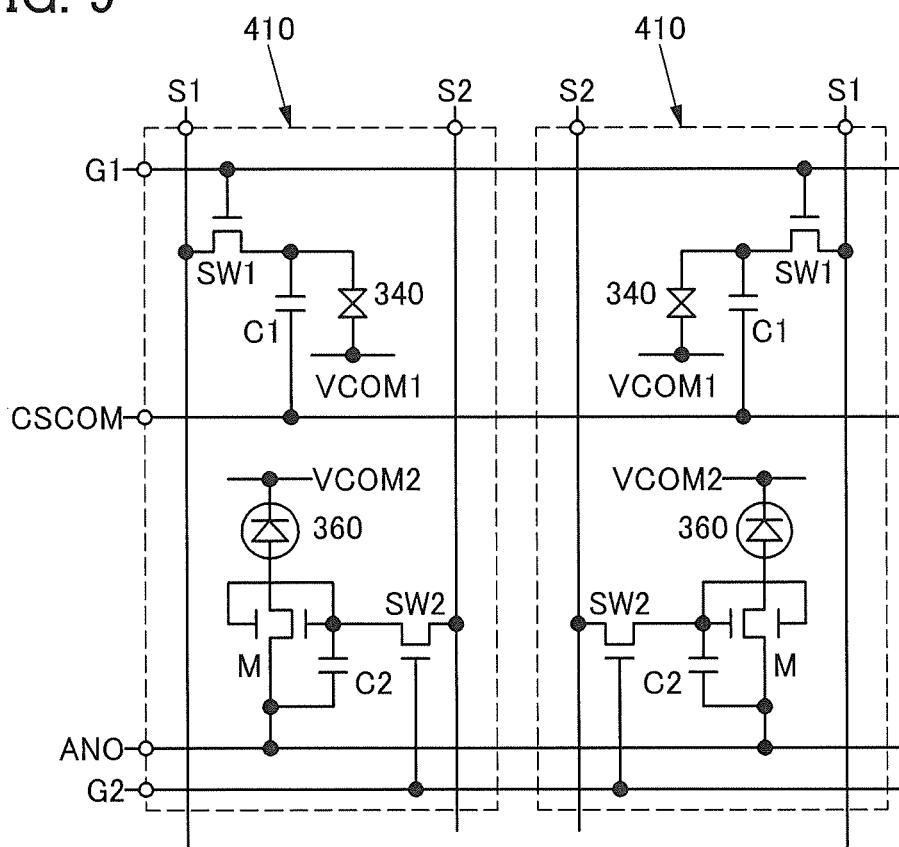 410 410
S1 S2 S2 S1
G1
SW1 SW1
340 340
C1 C1
VCOM1 VCOM1
CSCOM
VCOM2 VCOM2
360 360
SW2 SW2
M C2 C2 M
ANO
G2